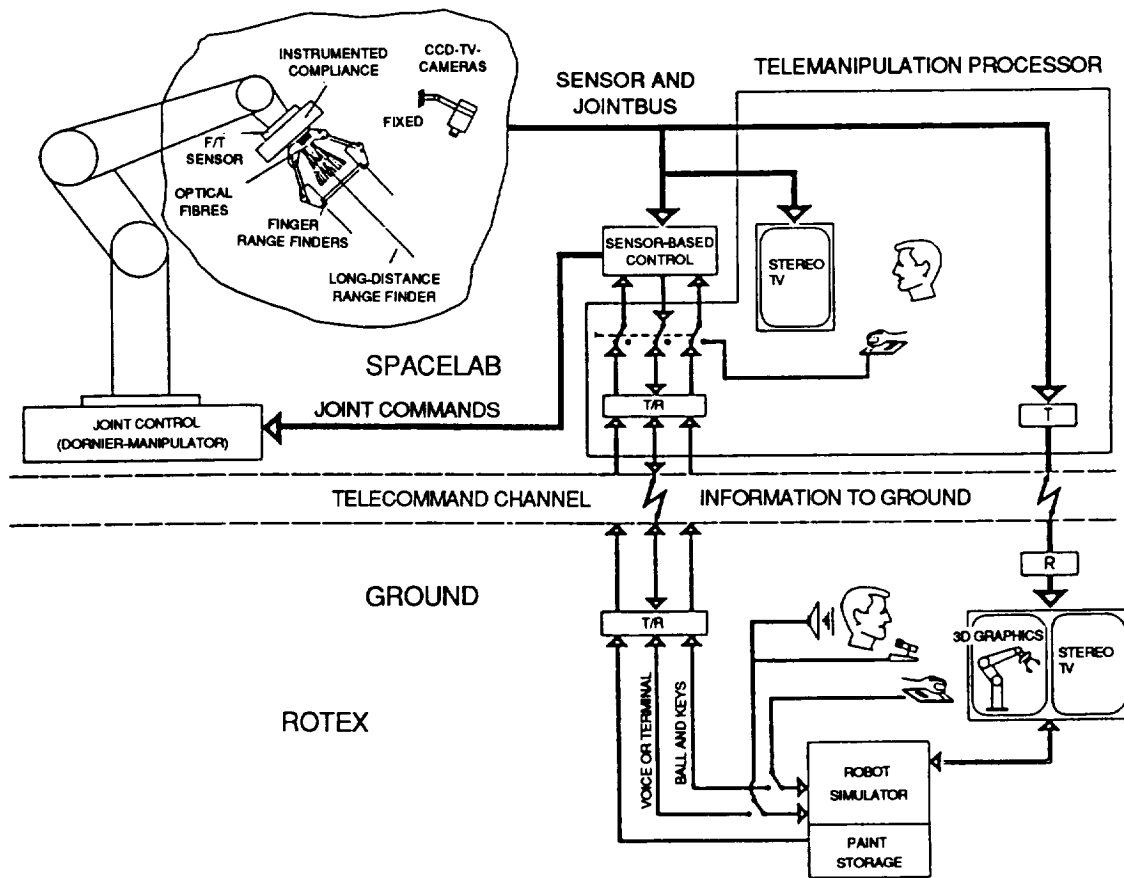 INSTRUMENTED
COMPLIANCE
CCD-TV-
CAMERAS
FIXED
F/T
SENSOR
OPTICAL
FIBRES
FINGER
RANGE FINDERS
LONG-DISTANCE
RANGE FINDER
SENSOR AND
JOINTBUS
TELEMANIPULATION PROCESSOR
SENSOR-BASED
CONTROL
STEREO
TV
SPACELAB
JOINT COMMANDS
JOINT CONTROL
(DORNIER-MANIPULATOR)
T/R
T
TELECOMMAND CHANNEL
INFORMATION TO GROUND
R
GROUND
T/R
3D GRAPHICS
STEREO
TV
ROTEX
VOICE OR TERMINAL
BALL AND KEYS
ROBOT
SIMULATOR
PAINT
STORAGE